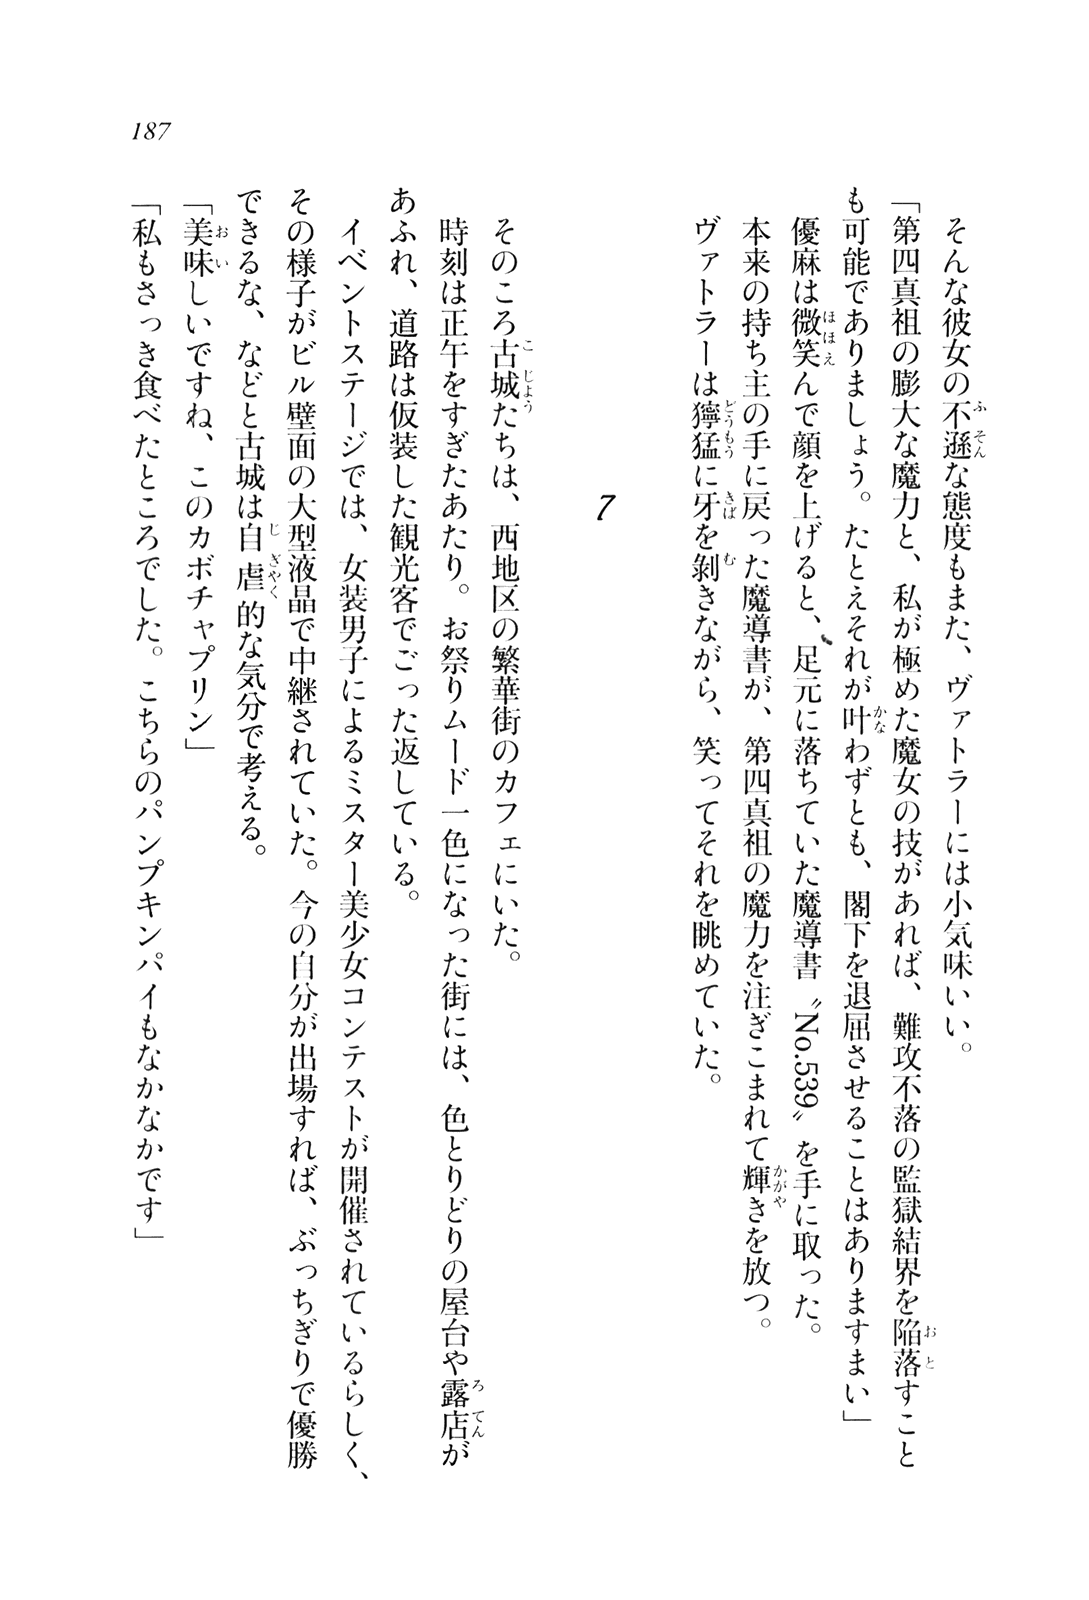 187
そんな彼女の不遜な態度もまた、ヴァトラーには小気味いい。
「第四真祖の膨大な魔力と、私が極めた魔女の技があれば、難攻不落の監獄結界を陥落すこと
も可能でありましょう。たとえそれが叶わずとも、閣下を退屈させることはありますまい」
優麻は微笑んで顔を上げると、足元に落ちていた魔導書〝No.539〟を手に取った。
本来の持ち主の手に戻った魔導書が、第四真祖の魔力を注ぎこまれて輝きを放つ。
ヴァトラーは獰猛に牙を剝きながら、笑ってそれを眺めていた。
7
そのころ古城たちは、西地区の繁華街のカフェにいた。
時刻は正午をすぎたあたり。お祭りムード一色になった街には、色とりどりの屋台や露店が
あふれ、道路は仮装した観光客でごった返している。
イベントステージでは、女装男子によるミスター美少女コンテストが開催されているらしく、
その様子がビル壁面の大型液晶で中継されていた。今の自分が出場すれば、ぶっちぎりで優勝
できるな、などと古城は自虐的な気分で考える。
「美味しいですね、このカボチャプリン」
「私もさっき食べたところでした。こちらのパンプキンパイもなかなかです」